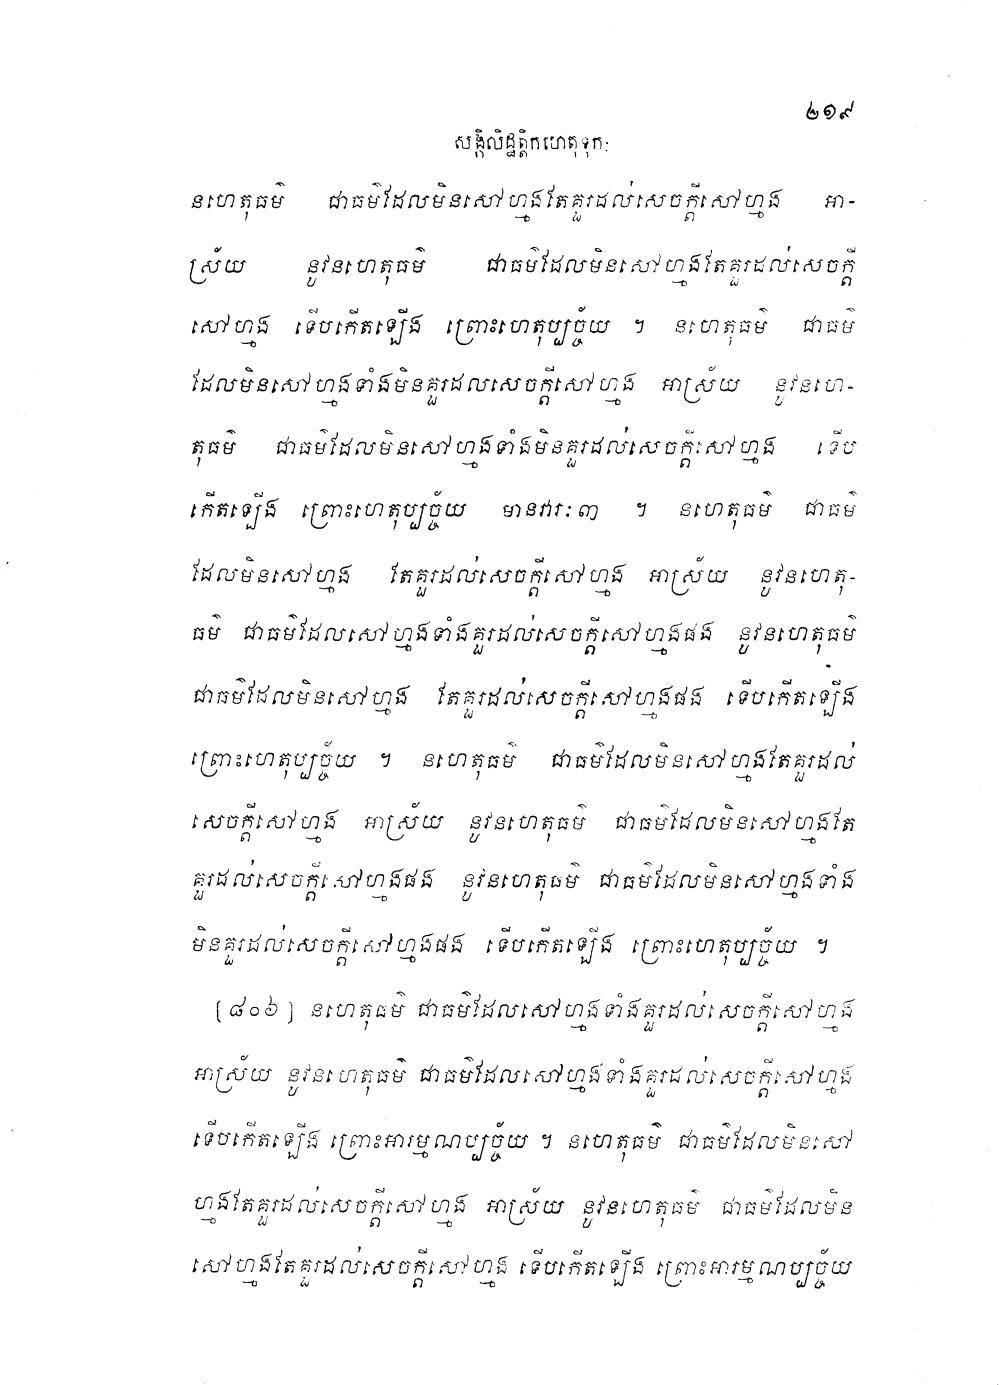 ២១៩
សង្កិលិដ្ឋត្តិកហេតុទុកៈ
នហេតុធម៌ ជាធម៌ដែលមិនសៅហ្មងតែគួរដល់សេចក្តីសៅហ្មង អា-
ស្រ័យ នូវនហេតុធម៌ ជាធម៌ដែលមិនសៅហ្មងតែគួរដល់សេចក្តី
សៅហ្មង ទើបកើតឡើង ព្រោះហេតុប្បច្ច័យ ។ នហេតុធម៌ ជាធម៌
ដែលមិនសៅហ្មងទាំងមិនគួរដល់សេចក្តីសៅហ្មង អាស្រ័យ នូវនហេ-
តុធម៌ ជាធម៌ដែលមិនសៅហ្មងទាំងមិនគួរដល់សេចក្តីសៅហ្មង ទើប
កើតឡើង ព្រោះហេតុប្បច្ច័យ មានវារៈ៣ ។ នហេតុធម៌ ជាធម៌
ដែលមិនសៅហ្មង តែគួរដល់សេចក្តីសៅហ្មង អាស្រ័យ នូវនហេតុ-
ធម៌ ជាធម៌ដែលសៅហ្មងទាំងគួរដល់សេចក្តីសៅហ្មងផង នូវនហេតុធម៌
ជាធម៌ដែលមិនសៅហ្មង តែគួរដល់សេចក្តីសៅហ្មងផង ទើបកើតឡើង
ព្រោះហេតុប្បច្ច័យ ។ នហេតុធម៌ ជាធម៌ដែលមិនសៅហ្មងតែគួរដល់
សេចក្តីសៅហ្មង អាស្រ័យ នូវនហេតុធម៌ ជាធម៌ដែលមិនសៅហ្មងតែ
គួរដល់សេចក្តីសៅហ្មងផង នូវនហេតុធម៌ ជាធម៌ដែលមិនសៅហ្មងទាំង
មិនគួរដល់សេចក្តីសៅហ្មងផង ទើបកើតឡើង ព្រោះហេតុប្បច្ច័យ ។
[៨០៦] នហេតុធម៌ ជាធម៌ដែលសៅហ្មងទាំងគួរដល់សេចក្តីសៅហ្មង
អាស្រ័យ នូវនហេតុធម៌ ជាធម៌ដែលសៅហ្មងទាំងគួរដល់សេចក្តីសៅហ្មង
ទើបកើតឡើង ព្រោះអារម្មណប្បច្ច័យ ។ នហេតុធម៌ ជាធម៌ដែលមិនសៅ
ហ្មងតែគួរដល់សេចក្តីសៅហ្មង អាស្រ័យ នូវនហេតុធម៌ ជាធម៌ដែលមិន
សៅហ្មងតែគួរដល់សេចក្តីសៅហ្មង ទើបកើតឡើង ព្រោះអារម្មណប្បច្ច័យ